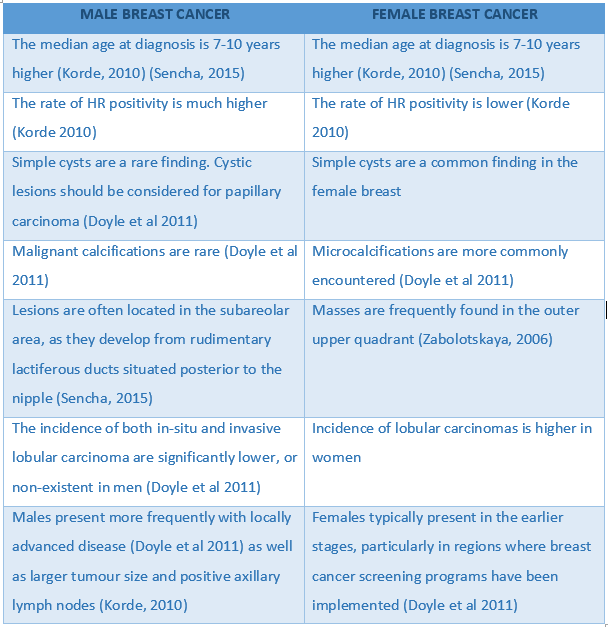 MALE BREAST CANCER
FEMALE BREAST CANCER
The median age at diagnosis is 7-10 years
higher (Korde, 2010) (Sencha, 2015)
The median age at diagnosis is 7-10 years
higher (Korde, 2010) (Sencha, 2015)
The rate of HR positivity is much higher
(Korde 2010)
The rate of HR positivity is lower (Korde
2010)
Simple cysts are a rare finding. Cystic
lesions should be considered for papillary
carcinoma (Doyle et al 2011)
Simple cysts are a common finding in the
female breast
Malignant calcifications are rare (Doyle et al
2011)
Microcalcifications are more commonly
encountered (Doyle et al 2011)
Lesions are often located in the subareolar
area, as they develop from rudimentary
lactiferous ducts situated posterior to the
nipple (Sencha, 2015)
Masses are frequently found in the outer
upper quadrant (Zabolotskaya, 2006)
The incidence of both in-situ and invasive
lobular carcinoma are significantly lower, or
non-existent in men (Doyle et al 2011)
Incidence of lobular carcinomas is higher in
women
Males present more frequently with locally
advanced disease (Doyle et al 2011) as well
as larger tumour size and positive axillary
lymph nodes (Korde, 2010)
Females typically present in the earlier
stages, particularly in regions where breast
cancer screening programs have been
implemented (Doyle et al 2011)